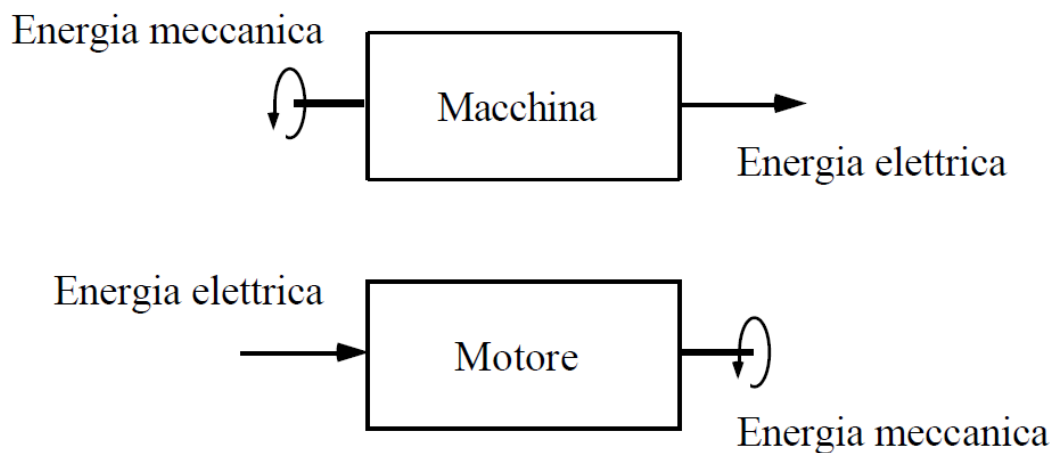 Energia meccanica
Macchina
Energia elettrica
Energia elettrica
Motore
Energia meccanica